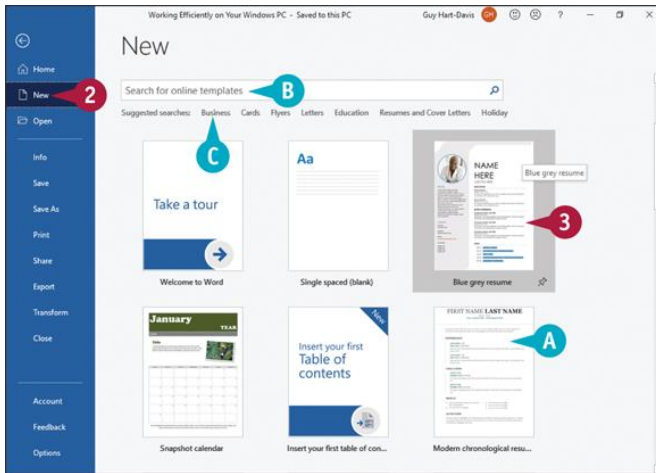 Working Efficiently on Your Windows PC - Saved to this PC
Guy Hart-Davis GM ? 
New
Home
New
2
Open
Info
Save
Save As
Print
Share
Export
Transform
Close
Account
Feedback
Options
Search for online templates
B
Suggested searches: Business Cards Flyers Letters Education Resumes and Cover Letters Holiday
C
Take a tour
Welcome to Word
Aa
Single spaced (blank)
NAME
HERE
Blue grey resume
3
Blue grey resume
January
YEAR
Snapshot calendar
New
Insert your first
Table of
contents
Insert your first table of con...
FIRST NAME LAST NAME
A
Modern chronological resu...